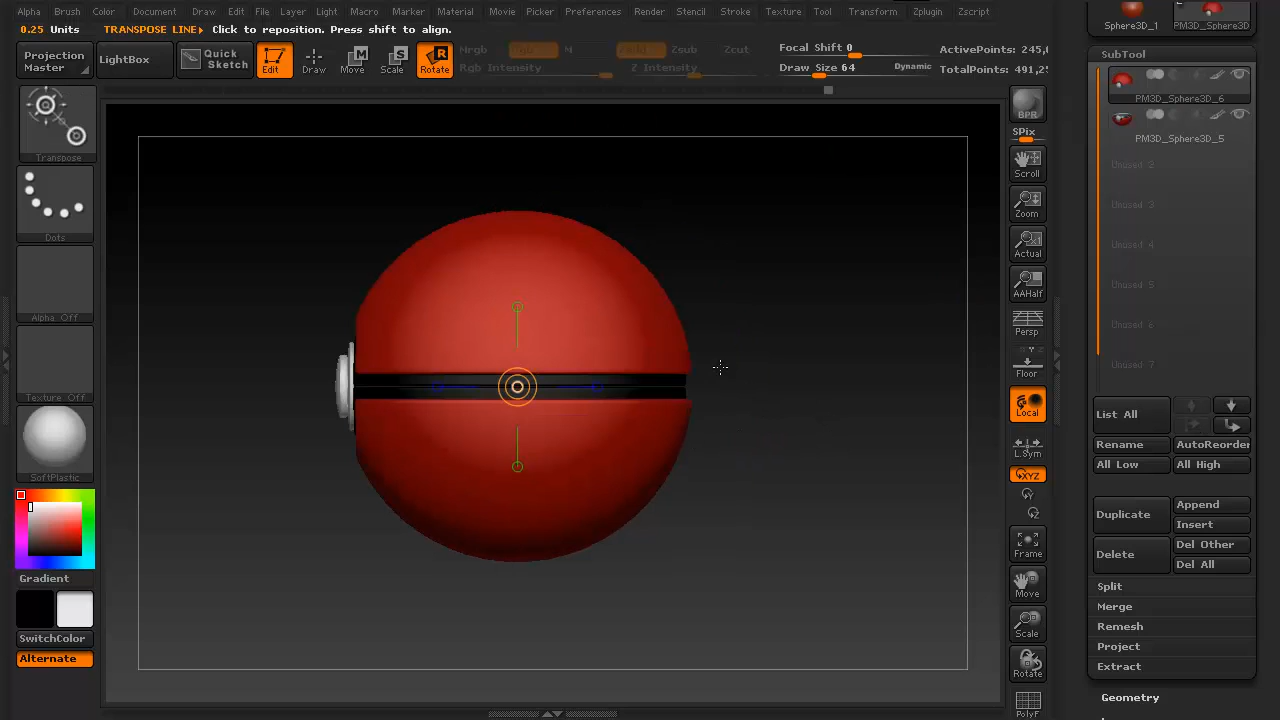 Alpha Brush Color Document Draw Edit File Layer Light Macro Marker Material Movie Picker Preferences Render Stencil Stroke Texture Tool Transform Zplugin Zscript
0.25 Units TRANSPOSE LINE Click to reposition. Press shift to align.
Projection Master
LightBox
Quick Sketch
Edit
Draw
Move
Scale
Rotate
Mrgb Rgb M Zadd Zsub Zcut
Rgb Intensity Z Intensity
Focal Shift 0
Draw Size 64 Dynamic
ActivePoints: 245,
TotalPoints: 491,25
Sphere3D_1 PM3D_Sphere3D
SubTool
PM3D_Sphere3D_6
PM3D_Sphere3D_5
Unused 2
Unused 3
Unused 4
Unused 5
Unused 6
Unused 7
List All
Rename AutoReorder
All Low All High
Duplicate Append
Insert
Delete Del Other
Del All
Split
Merge
Remesh
Project
Extract
Geometry
Transpose
Dots
Alpha Off
Texture Off
SoftPlastic
Gradient
SwitchColor
Alternate
BPR
SPix
Scroll
Zoom
Actual
AAHalf
Persp
Floor
Local
L.Sym
XYZ
Frame
Move
Scale
Rotate
PolyF